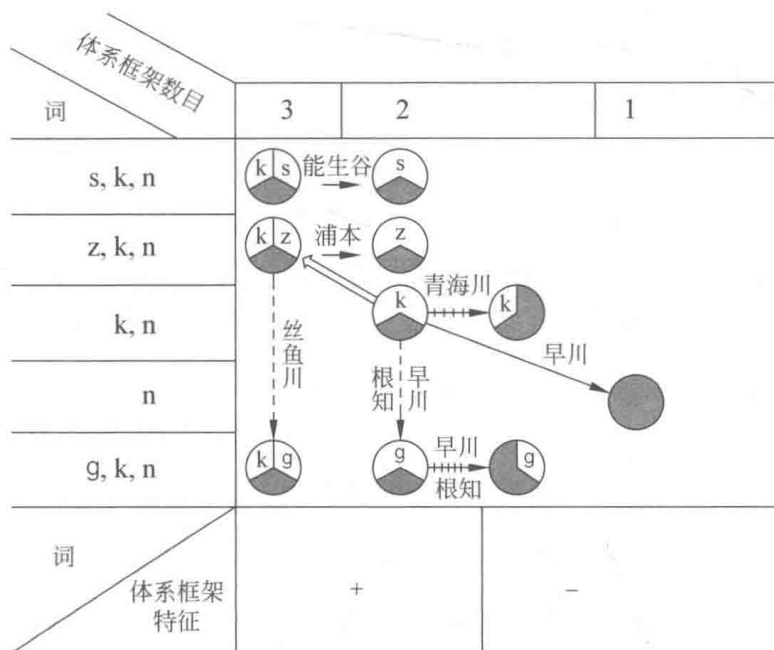 体系框架数目
词
3
2
1
s, k, n
k s
能生谷
s
z, k, n
k z
浦本
z
k, n
丝鱼川
k
青海川
k
早川
根知
早川
n
g, k, n
k g
g
早川
根知
g
词
体系框架
特征
+
−